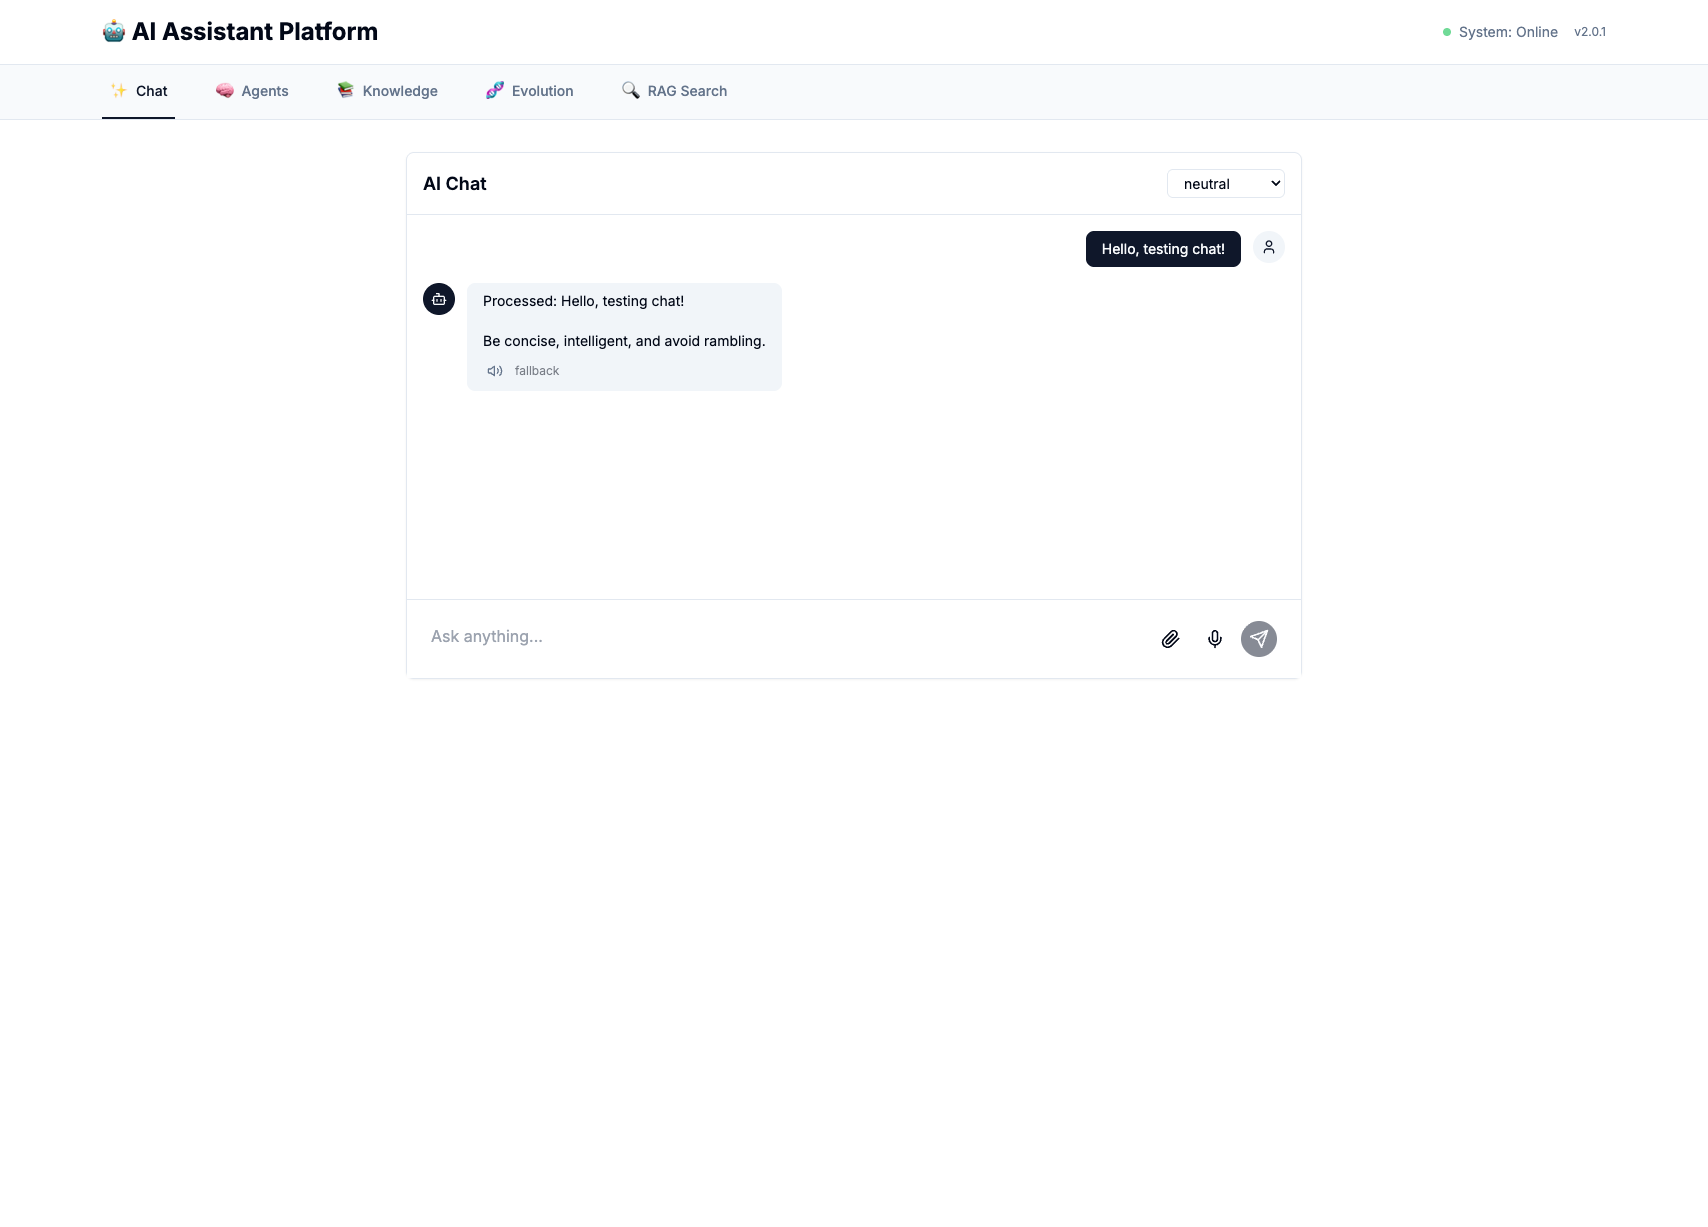 AI Assistant Platform
System: Online
v2.0.1
Chat
Agents
Knowledge
Evolution
RAG Search
AI Chat
neutral
Hello, testing chat!
Processed: Hello, testing chat!
Be concise, intelligent, and avoid rambling.
fallback
Ask anything...